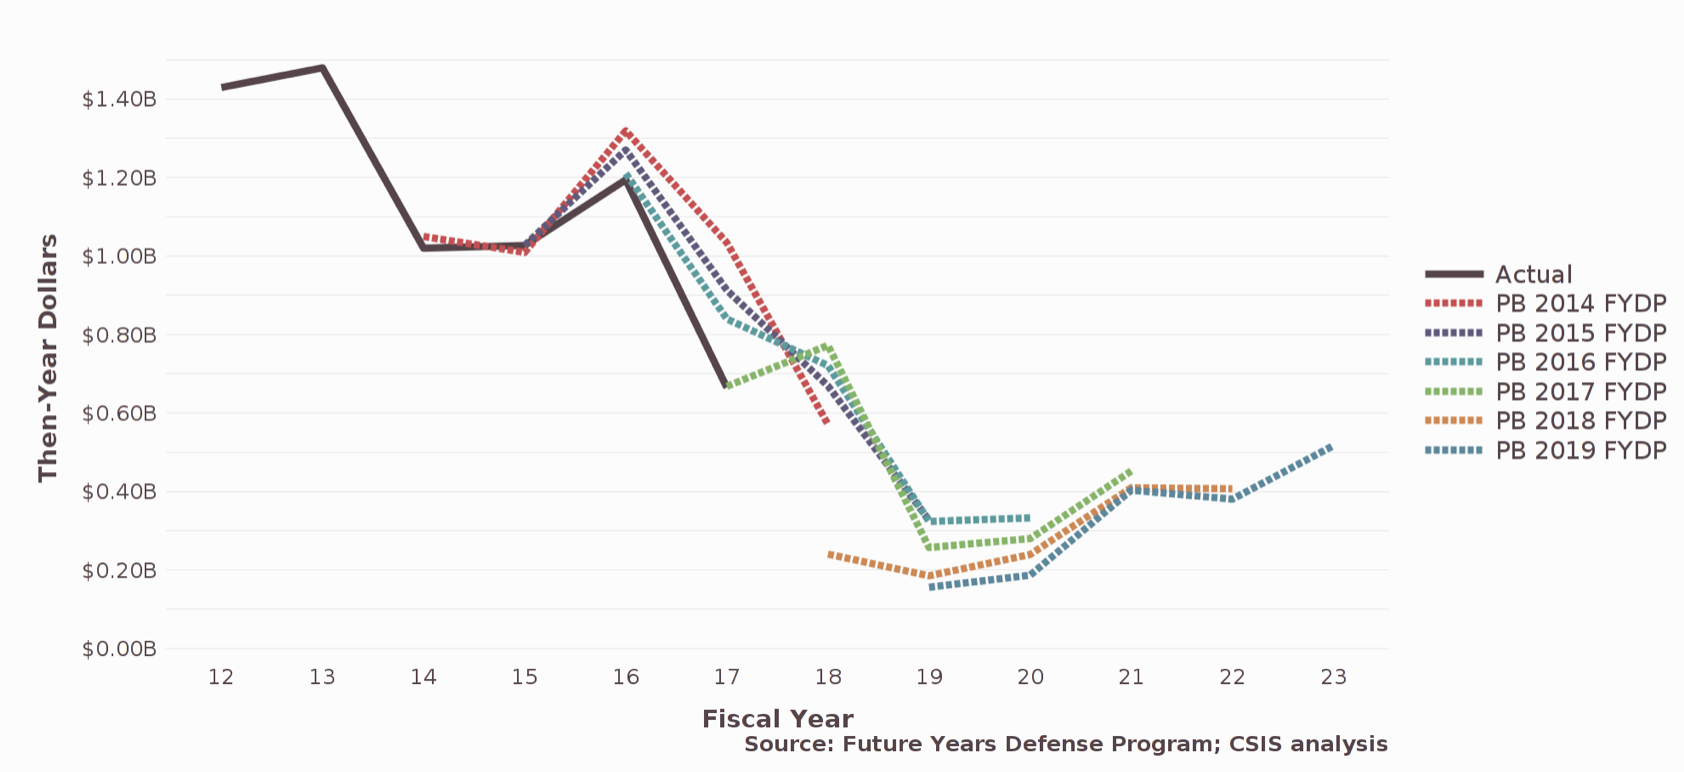 $1.40B
$1.20B
$1.00B
$0.80B
$0.60B
$0.40B
$0.20B
$0.00B
Then-Year Dollars
12 13 14 15 16 17 18 19 20 21 22 23
Fiscal Year
Source: Future Years Defense Program; CSIS analysis
Actual
PB 2014 FYDP
PB 2015 FYDP
PB 2016 FYDP
PB 2017 FYDP
PB 2018 FYDP
PB 2019 FYDP